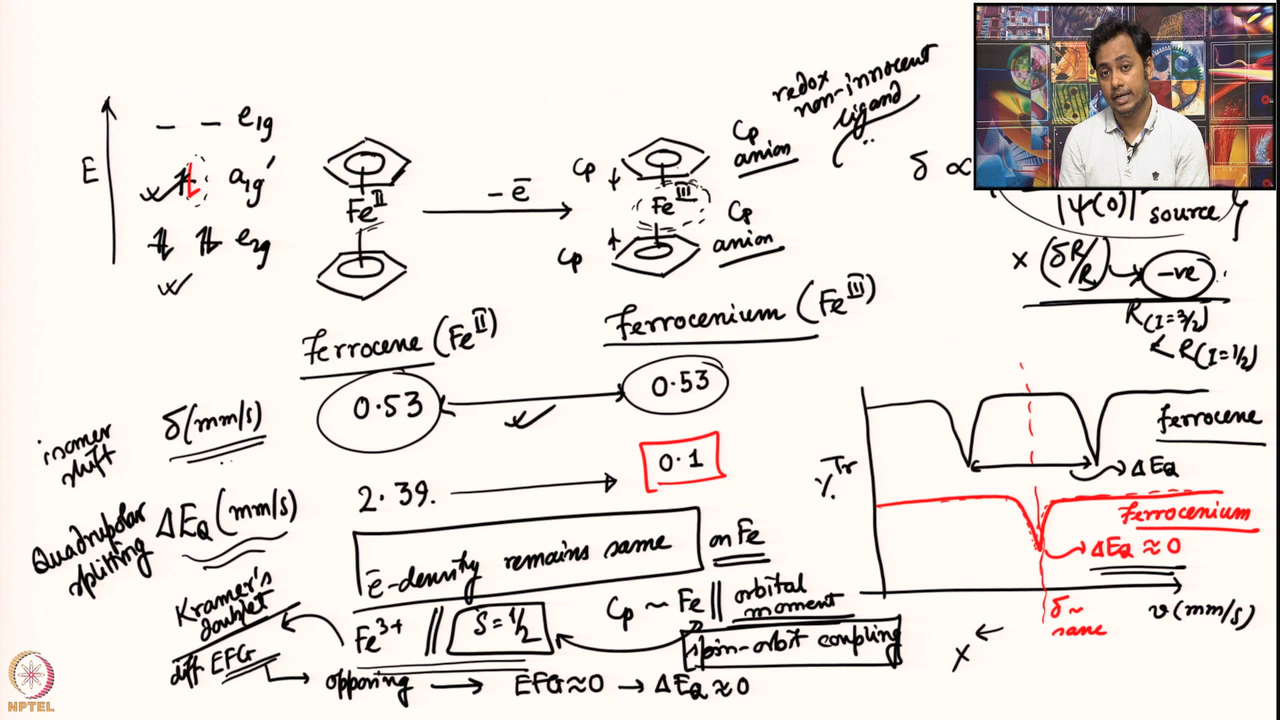 E
e1g
a1g'
e2g
Fe II
- ē
Cp
Fe III
Cp
Cp anion
Cp anion
redox
non-innocent
ligand
δ ∝
|ψ(0)| source
× (δR/R) → -ve
R(I=3/2)
< R(I=1/2)
Ferrocene (Fe II)
Ferrocenium (Fe III)
isomer shift
δ (mm/s)
0.53
0.53
Quadrupolar splitting
ΔEQ (mm/s)
2.39.
0.1
ē-density remains same on Fe
Kramer's doublet
Fe3+ || S = 1/2
Cp ~ Fe || orbital moment
spin-orbit coupling
diff EFG
opposing → EFG ≈ 0 → ΔEQ ≈ 0
% Tr
Ferrocene
ΔEQ
Ferrocenium
ΔEQ ≈ 0
δ ~ same
v (mm/s)
X
NPTEL